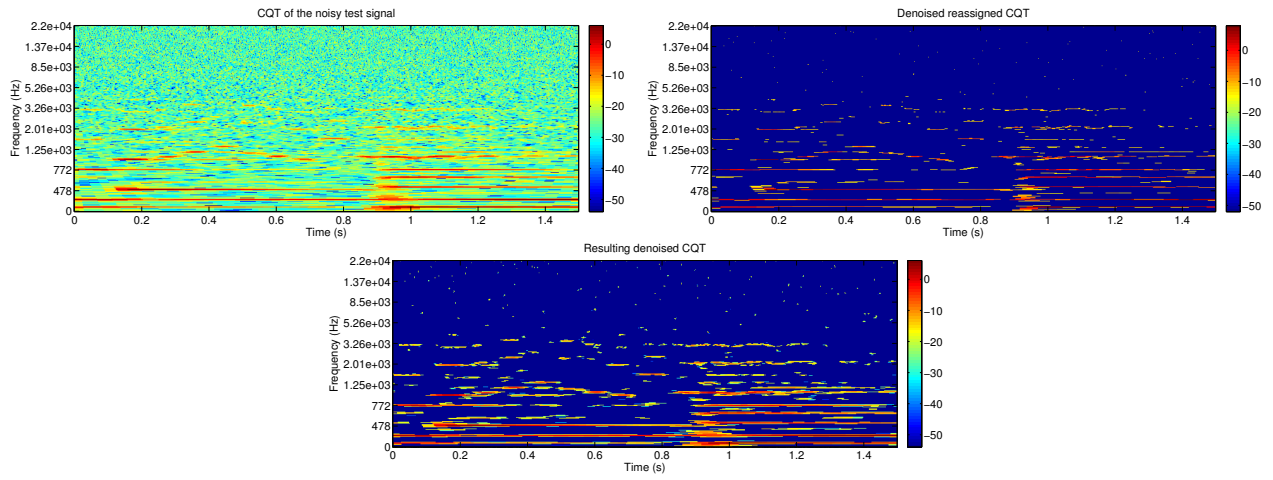 CQT of the noisy test signal
2.2e+04
1.37e+04
8.5e+03
5.26e+03
3.26e+03
2.01e+03
1.25e+03
772
478
0
Frequency (Hz)
0 0.2 0.4 0.6 0.8 1 1.2 1.4
Time (s)
0
−10
−20
−30
−40
−50
Denoised reassigned CQT
2.2e+04
1.37e+04
8.5e+03
5.26e+03
3.26e+03
2.01e+03
1.25e+03
772
478
0
Frequency (Hz)
0 0.2 0.4 0.6 0.8 1 1.2 1.4
Time (s)
0
−10
−20
−30
−40
−50
Resulting denoised CQT
2.2e+04
1.37e+04
8.5e+03
5.26e+03
3.26e+03
2.01e+03
1.25e+03
772
478
0
Frequency (Hz)
0 0.2 0.4 0.6 0.8 1 1.2 1.4
Time (s)
0
−10
−20
−30
−40
−50